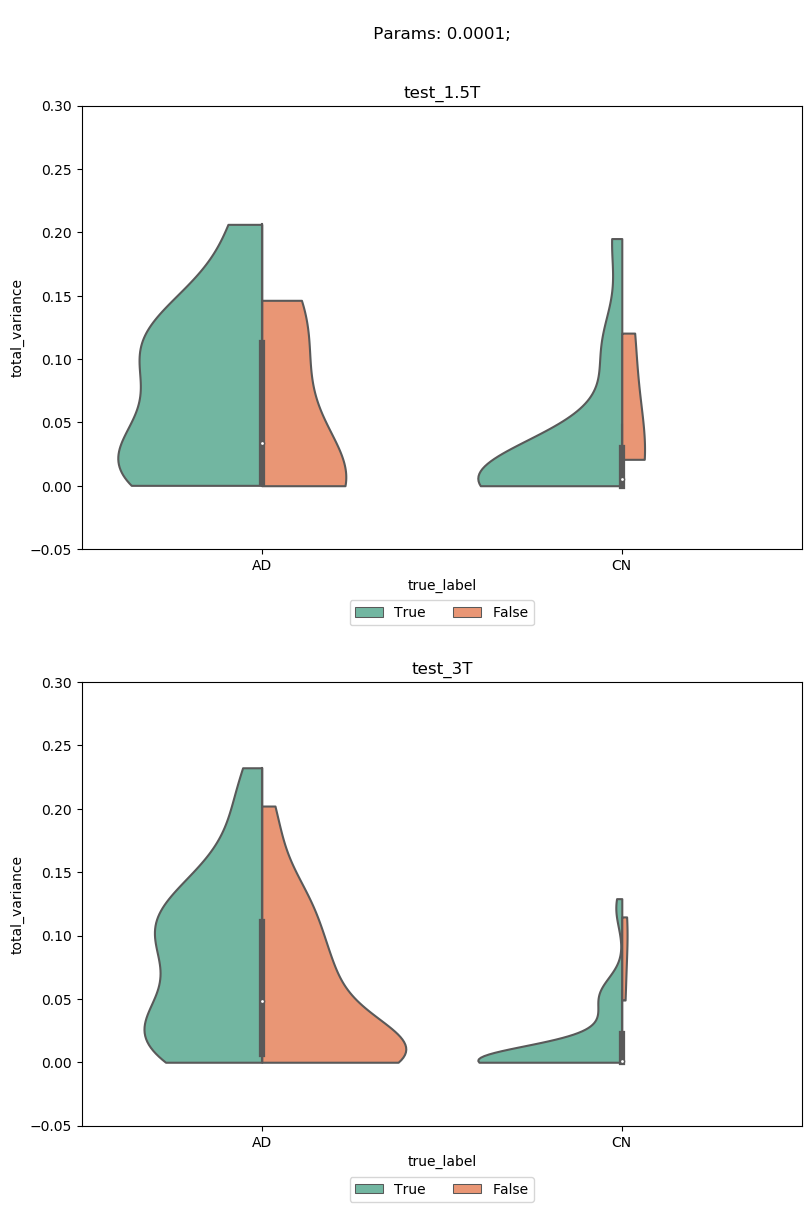 Params: 0.0001;
test_1.5T
0.30
0.25
0.20
0.15
0.10
0.05
0.00
−0.05
total_variance
AD
CN
true_label
True
False
test_3T
0.30
0.25
0.20
0.15
0.10
0.05
0.00
−0.05
total_variance
AD
CN
true_label
True
False